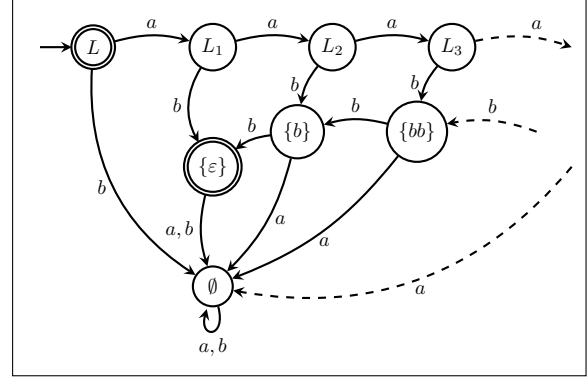 a a a a
L L₁ L₂ L₃
b b b
b b b
{b} {bb}
{ε}
b a, b a a
a
∅
a, b